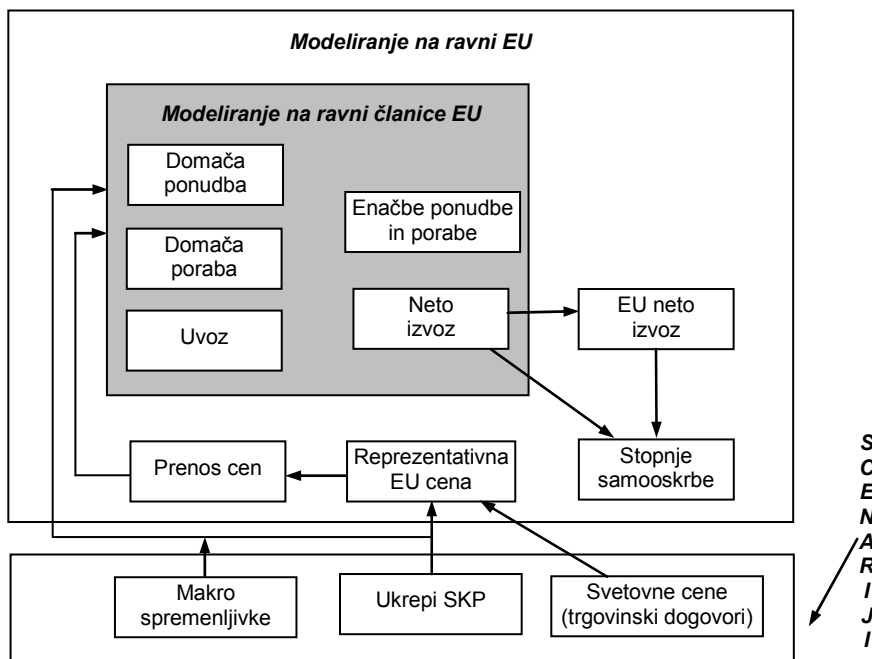 Modeliranje na ravni EU
Modeliranje na ravni članice EU
Domača
ponudba
Enačbe ponudbe
in porabe
Domača
poraba
Neto
izvoz
EU neto
izvoz
Uvoz
Prenos cen
Reprezentativna
EU cena
Stopnje
samooskrbe
Makro
spremenljivke
Ukrepi SKP
Svetovne cene
(trgovinski dogovori)
S
C
E
N
A
R
I
J
I